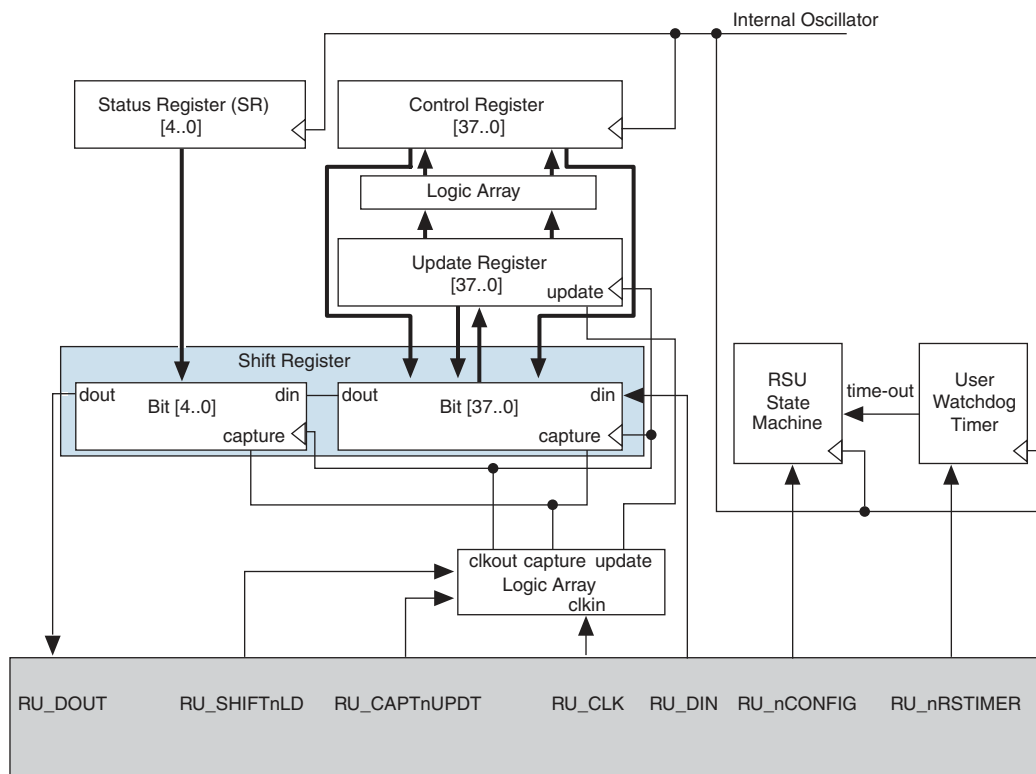 Internal Oscillator
Status Register (SR)
[4..0]
Control Register
[37..0]
Logic Array
Update Register
[37..0]
update
Shift Register
dout
Bit [4..0]
din
capture
dout
Bit [37..0]
din
capture
RSU
State
Machine
time-out
User
Watchdog
Timer
clkout capture update
Logic Array
clkin
RU_DOUT
RU_SHIFTnLD
RU_CAPTnUPDT
RU_CLK
RU_DIN
RU_nCONFIG
RU_nRSTIMER